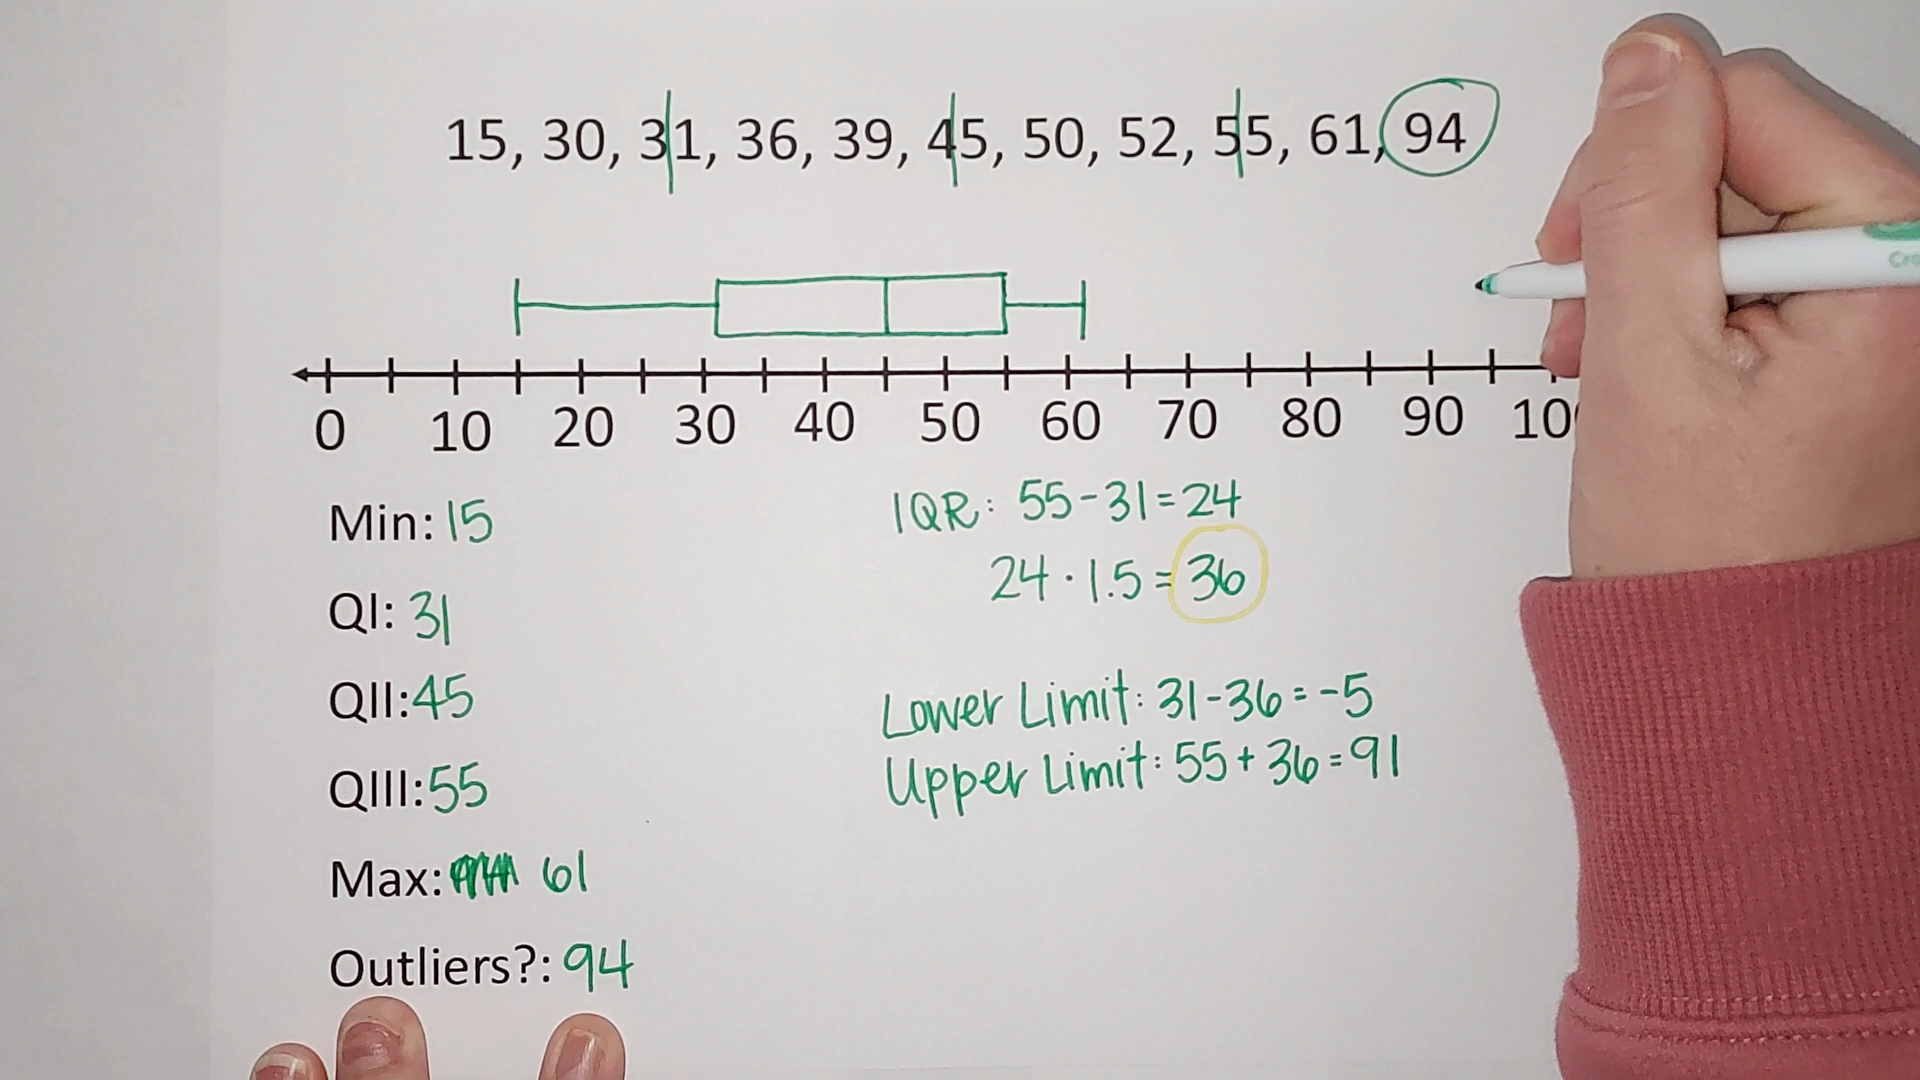 15, 30, 31, 36, 39, 45, 50, 52, 55, 61, 94
0 10 20 30 40 50 60 70 80 90
Min: 15
QI: 31
QII: 45
QIII: 55
Max: 61
Outliers?: 94
IQR: 55-31=24
24 · 1.5 = 36
Lower Limit: 31-36=-5
Upper Limit: 55+36=91